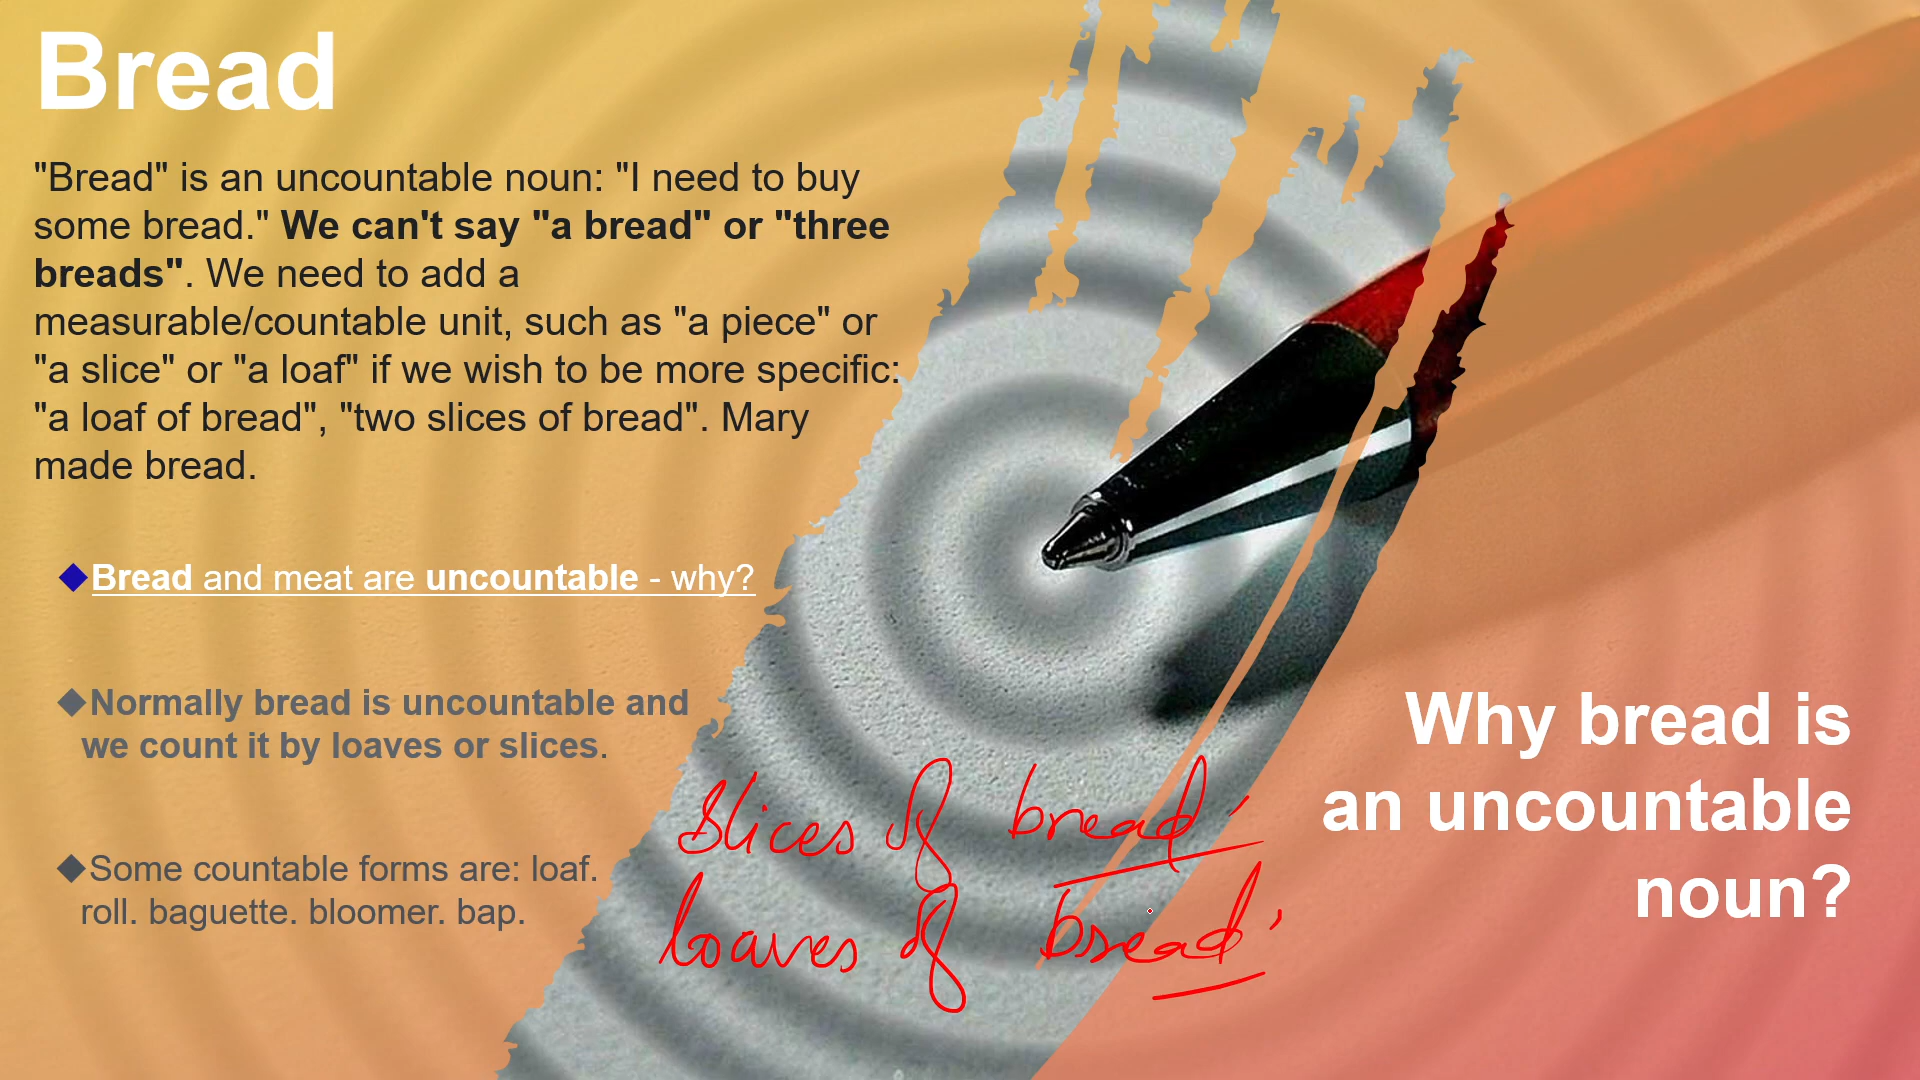 Bread
"Bread" is an uncountable noun: "I need to buy
some bread." We can't say "a bread" or "three
breads". We need to add a
measurable/countable unit, such as "a piece" or
"a slice" or "a loaf" if we wish to be more specific:
"a loaf of bread", "two slices of bread". Mary
made bread.
◆Bread and meat are uncountable - why?
◆Normally bread is uncountable and
we count it by loaves or slices.
◆Some countable forms are: loaf.
roll. baguette. bloomer. bap.
slices of bread
loaves of bread
Why bread is
an uncountable
noun?